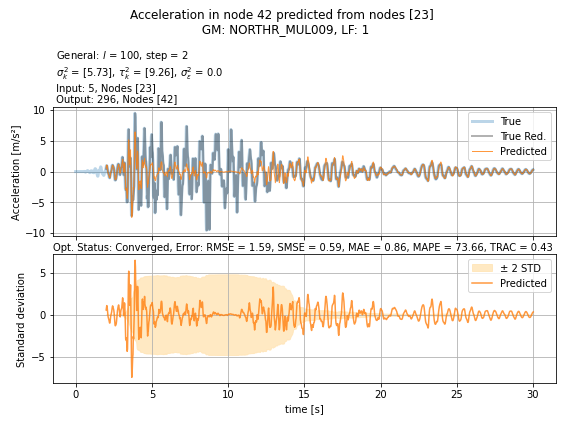 Acceleration in node 42 predicted from nodes [23]
GM: NORTHR_MUL009, LF: 1
General: l = 100, step = 2
σ²ₖ = [5.73], τ²ₖ = [9.26], σ²ₑ = 0.0
Input: 5, Nodes [23]
Output: 296, Nodes [42]
Acceleration [m/s²]
10
5
0
−5
−10
True
True Red.
Predicted
Opt. Status: Converged, Error: RMSE = 1.59, SMSE = 0.59, MAE = 0.86, MAPE = 73.66, TRAC = 0.43
Standard deviation
5
0
−5
± 2 STD
Predicted
0 5 10 15 20 25 30
time [s]